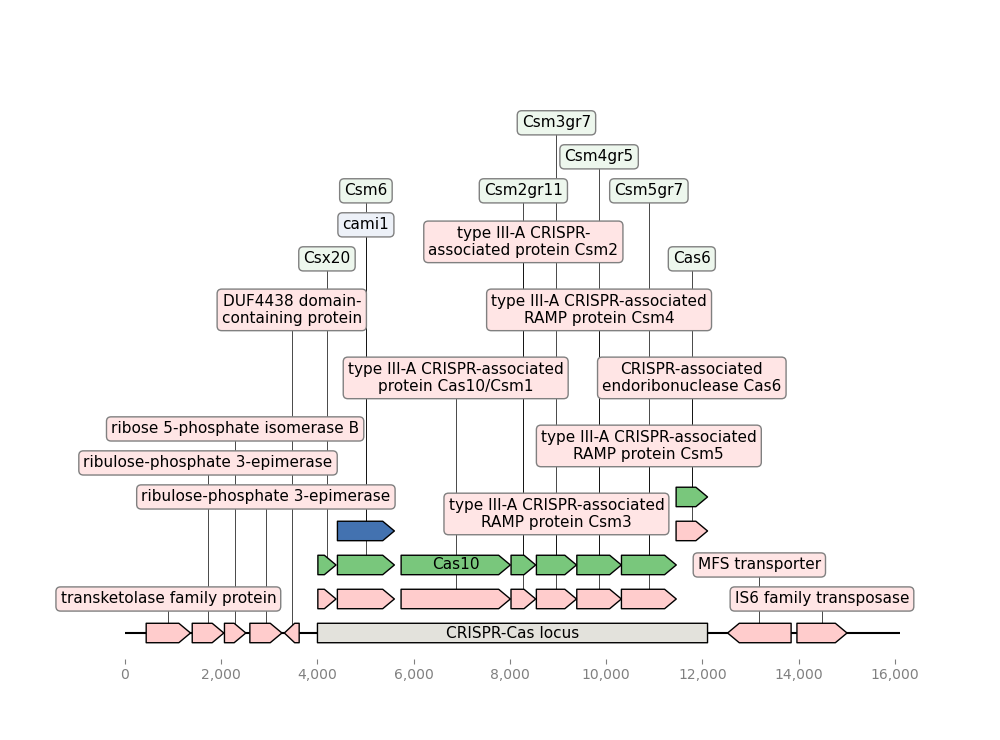 Csm3gr7
Csm4gr5
Csm6
Csm2gr11
Csm5gr7
cami1
type III-A CRISPR-
associated protein Csm2
Csx20
Cas6
DUF4438 domain-
containing protein
type III-A CRISPR-associated
RAMP protein Csm4
type III-A CRISPR-associated
protein Cas10/Csm1
CRISPR-associated
endoribonuclease Cas6
ribose 5-phosphate isomerase B
type III-A CRISPR-associated
RAMP protein Csm5
ribulose-phosphate 3-epimerase
ribulose-phosphate 3-epimerase
type III-A CRISPR-associated
RAMP protein Csm3
Cas10
MFS transporter
transketolase family protein
IS6 family transposase
CRISPR-Cas locus
0
2,000
4,000
6,000
8,000
10,000
12,000
14,000
16,000